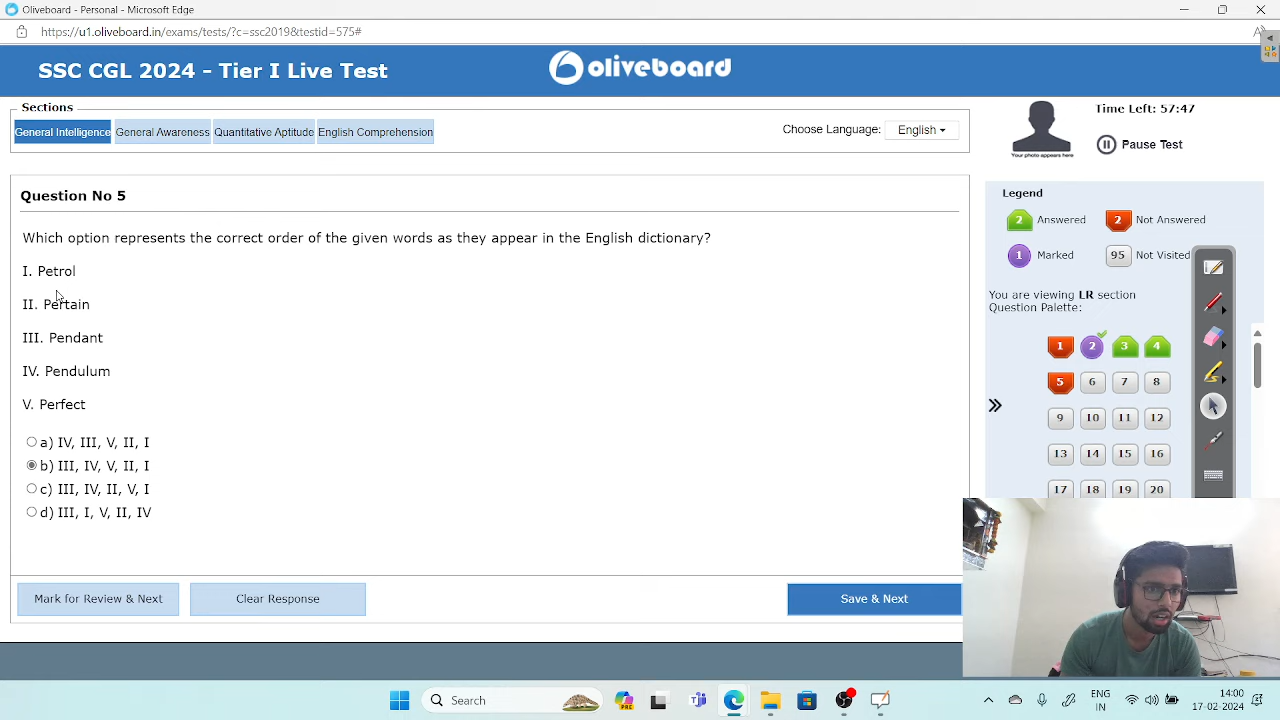 Oliveboard - Personal - Microsoft Edge
https://u1.oliveboard.in/exams/tests/?c=ssc2019&testid=575#
SSC CGL 2024 - Tier I Live Test
oliveboard
Sections
General Intelligence General Awareness Quantitative Aptitude English Comprehension
Choose Language: English
Time Left: 57:47
Pause Test
Your photo appears here
Question No 5
Which option represents the correct order of the given words as they appear in the English dictionary?
I. Petrol
II. Pertain
III. Pendant
IV. Pendulum
V. Perfect
a) IV, III, V, II, I
b) III, IV, V, II, I
c) III, IV, II, V, I
d) III, I, V, II, IV
Mark for Review & Next
Clear Response
Save & Next
Legend
2 Answered 2 Not Answered
1 Marked 95 Not Visited
You are viewing LR section
Question Palette:
1 2 3 4
5 6 7 8
9 10 11 12
13 14 15 16
17 18 19 20
Search
PRE
ENG
IN
14:00
17-02-2024